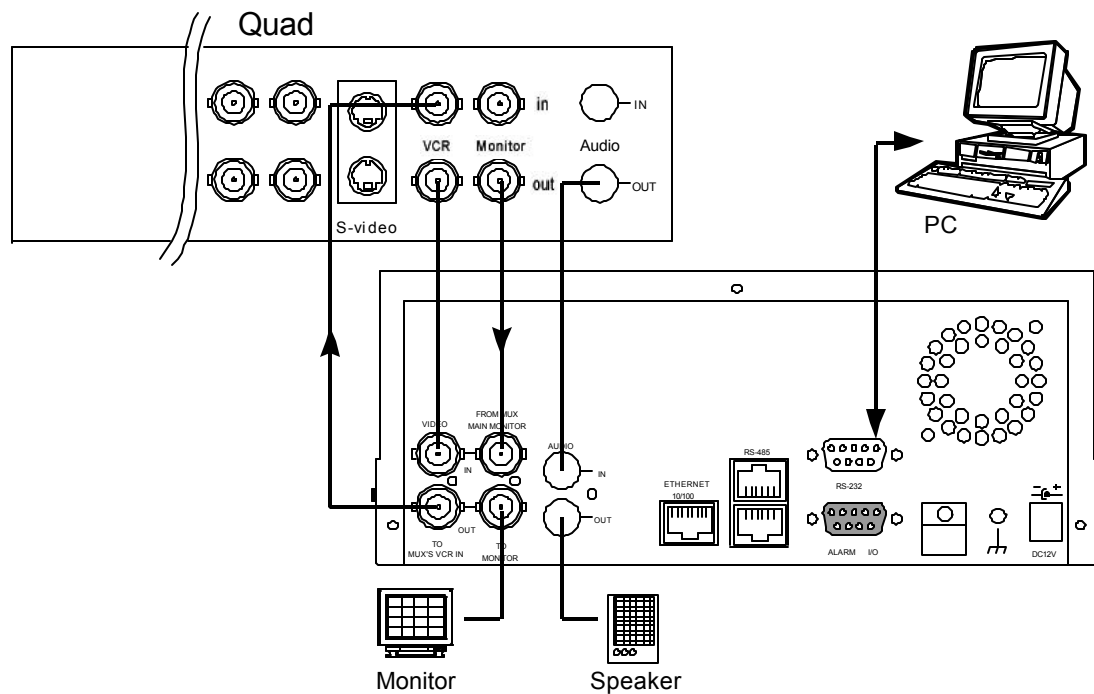 Quad
in
IN
VCR
Monitor
Audio
out
OUT
S-video
PC
FROM MUX
VIDEO
MAIN MONITOR
AUDIO
IN
IN
RS-485
ETHERNET
10/100
RS-232
- +
OUT
OUT
TO
MUX'S VCR IN
TO
MONITOR
ALARM I/O
DC12V
Monitor
Speaker